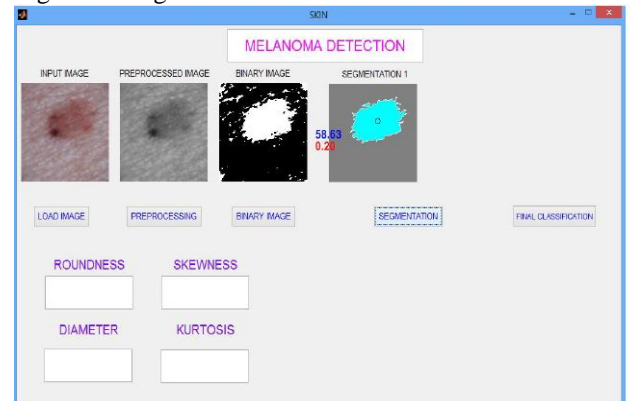 SKIN
MELANOMA DETECTION
INPUT IMAGE PREPROCESSED IMAGE BINARY IMAGE SEGMENTATION 1
58.63
0.20
LOAD IMAGE PREPROCESSING BINARY IMAGE SEGMENTATION FINAL CLASSIFICATION
ROUNDNESS SKEWNESS
DIAMETER KURTOSIS